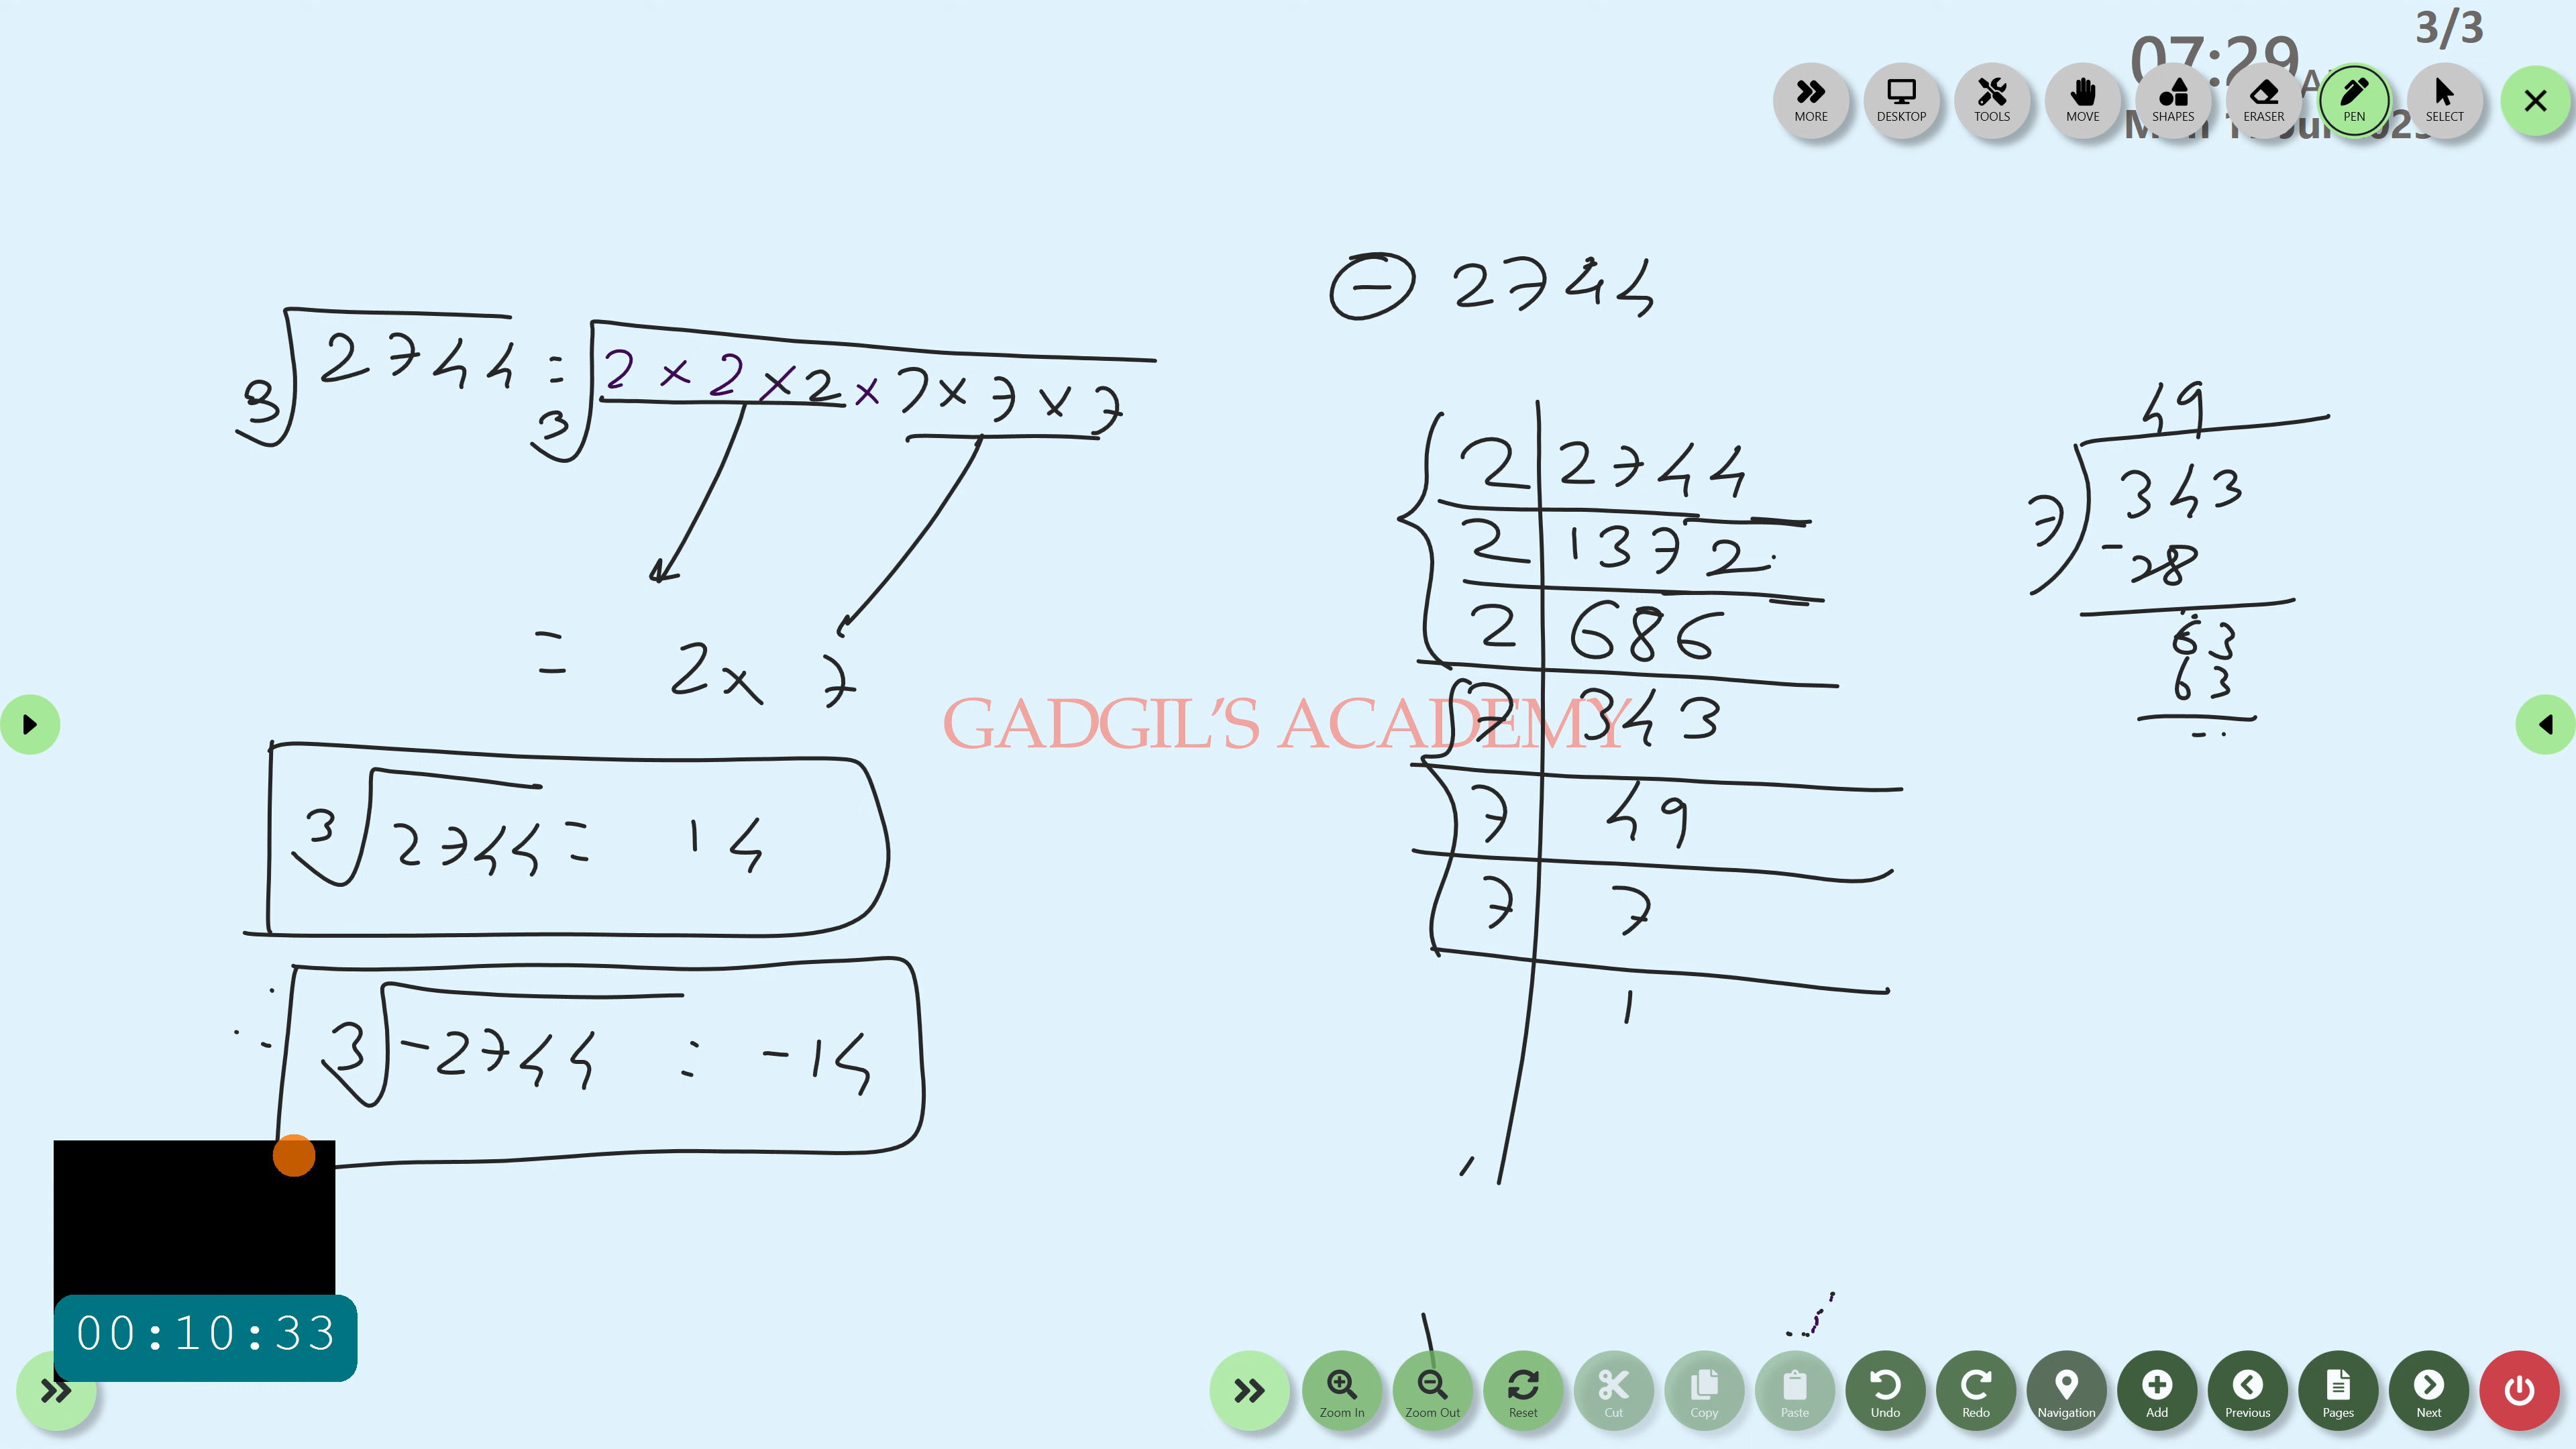 3/3
07:29
MORE DESKTOP TOOLS MOVE SHAPES ERASER PEN SELECT
⊖ 2744
∛2744 = ∛2 × 2 × 2 × 7 × 7 × 7
= 2 × 7
∛2744 = 14
∴ ∛-2744 = -14
2 | 2744
2 | 1372
2 | 686
7 | 343
7 | 49
7 | 7
1
49
7 ) 343
- 28
63
63
GADGIL'S ACADEMY
00:10:33
Zoom In Zoom Out Reset Cut Copy Paste Undo Redo Navigation Add Previous Pages Next